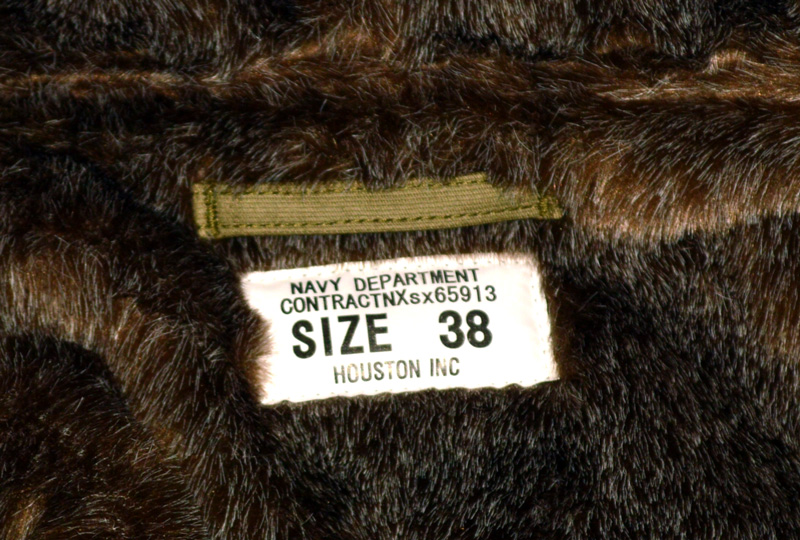 NAVY DEPARTMENT
CONTRACTNXsx65913
SIZE 38
HOUSTON INC